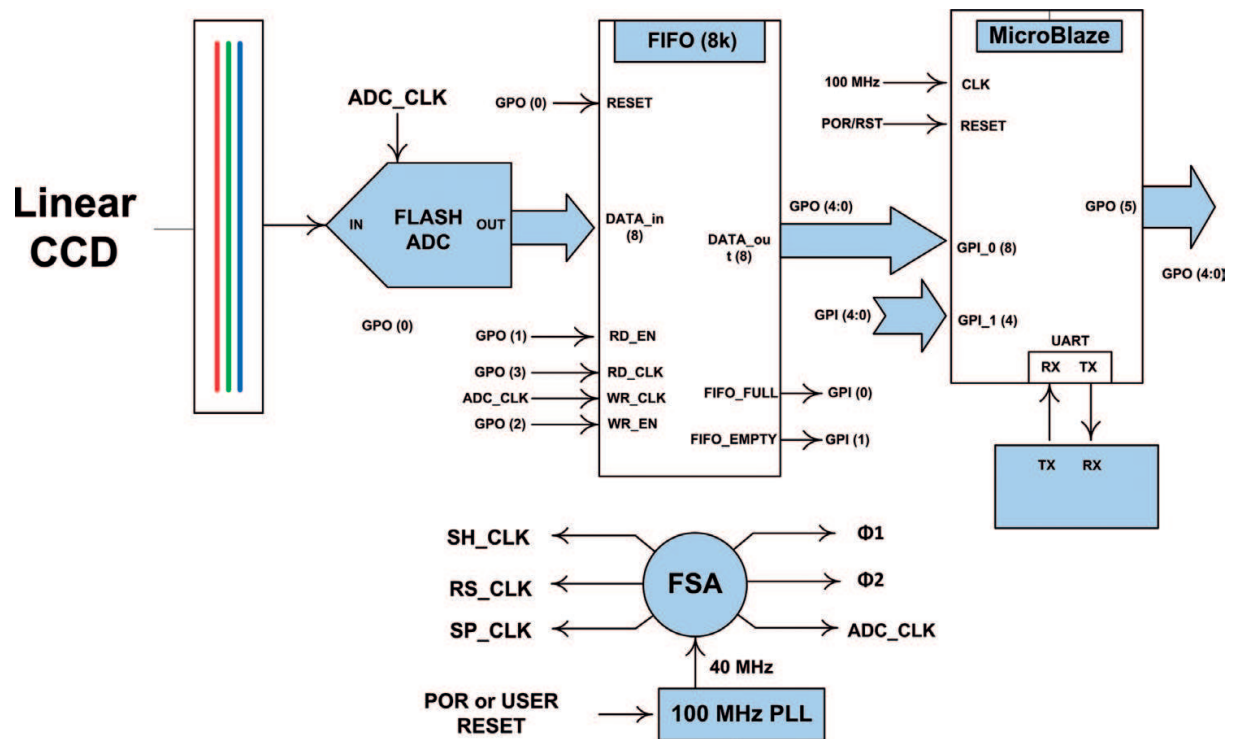 FIFO (8k)
MicroBlaze
ADC_CLK
GPO (0)
RESET
100 MHz
CLK
POR/RST
RESET
Linear
CCD
IN
FLASH
ADC
OUT
DATA_in
(8)
GPO (4:0)
DATA_ou
t (8)
GPI_0 (8)
GPO (5)
GPO (4:0)
GPI (4:0)
GPI_1 (4)
GPO (0)
GPO (1)
RD_EN
GPO (3)
RD_CLK
ADC_CLK
WR_CLK
GPO (2)
WR_EN
FIFO_FULL
GPI (0)
FIFO_EMPTY
GPI (1)
UART
RX TX
TX RX
SH_CLK
RS_CLK
SP_CLK
FSA
Φ1
Φ2
ADC_CLK
40 MHz
POR or USER
RESET
100 MHz PLL